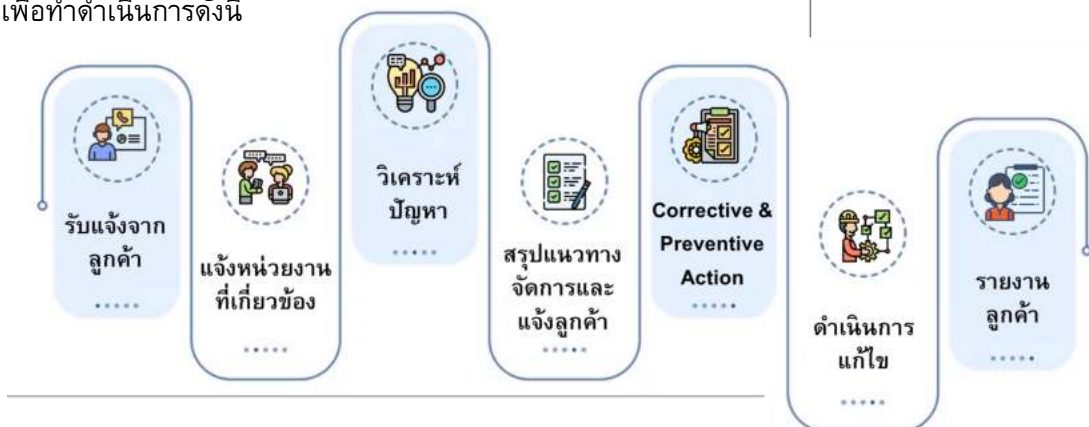 เพื่อทำดำเนินการดังนี้
รับแจ้งจาก
ลูกค้า
แจ้งหน่วยงาน
ที่เกี่ยวข้อง
วิเคราะห์
ปัญหา
สรุปแนวทาง
จัดการและ
แจ้งลูกค้า
Corrective &
Preventive
Action
ดำเนินการ
แก้ไข
รายงาน
ลูกค้า